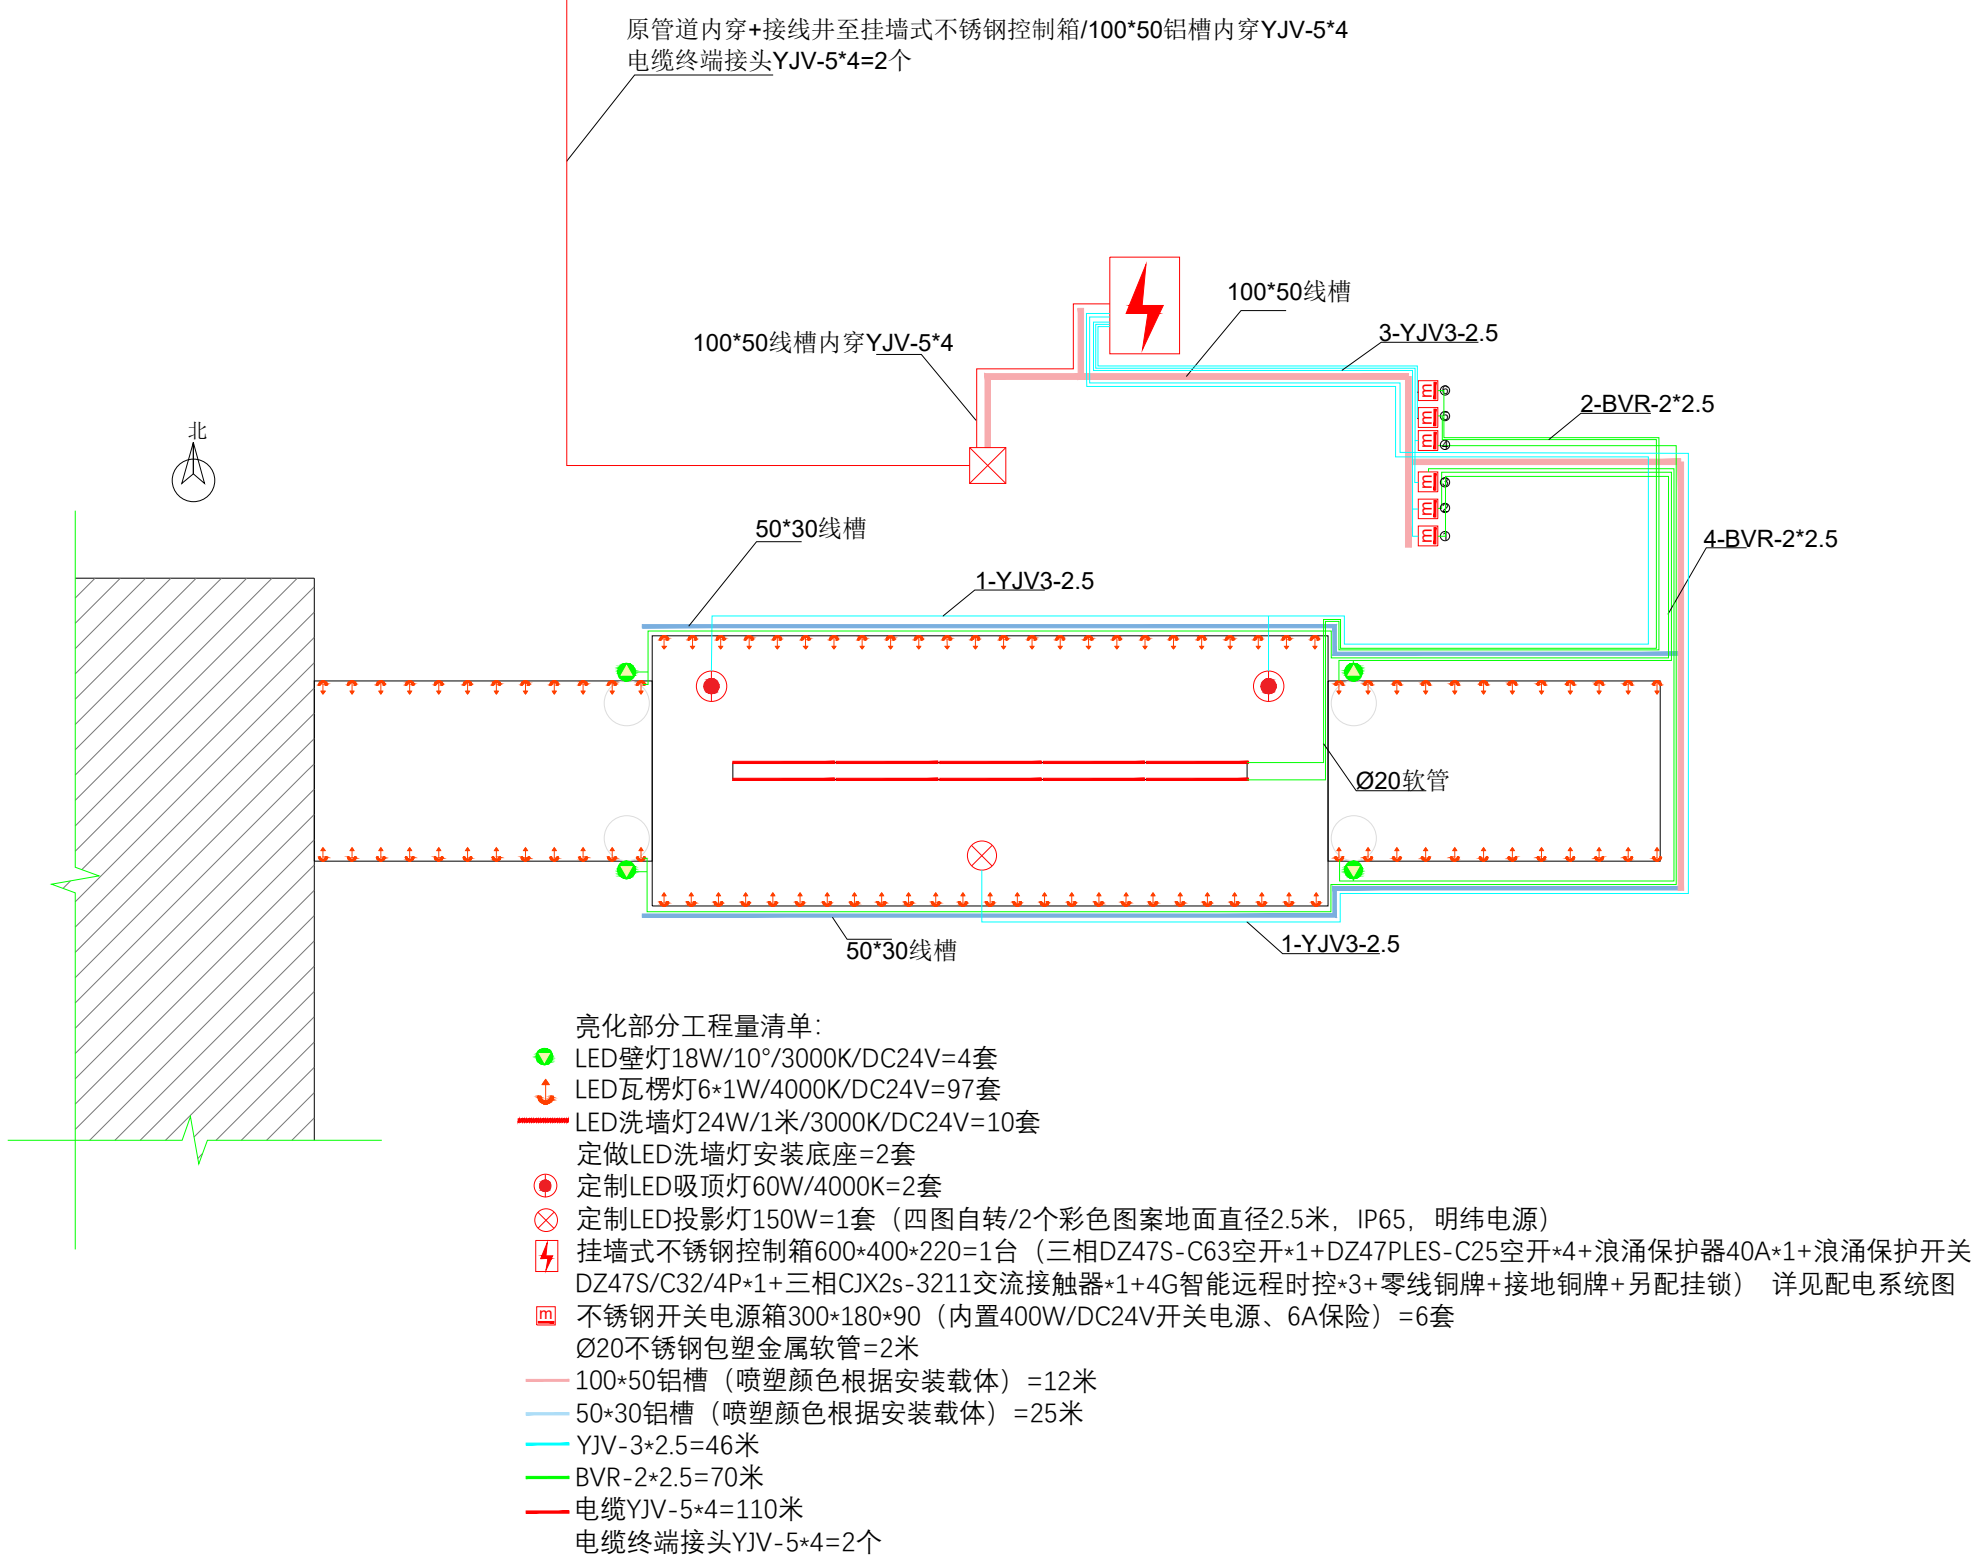 原管道内穿+接线井至挂墙式不锈钢控制箱/100*50铝槽内穿YJV-5*4
电缆终端接头YJV-5*4=2个
100*50线槽
100*50线槽内穿YJV-5*4
3-YJV3-2.5
m 6
2-BVR-2*2.5
m 5
北
m 4
m 3
m 2
50*30线槽
m 1
4-BVR-2*2.5
1-YJV3-2.5
Ø20软管
50*30线槽
1-YJV3-2.5
亮化部分工程量清单:
LED壁灯18W/10°/3000K/DC24V=4套
LED瓦楞灯6*1W/4000K/DC24V=97套
LED洗墙灯24W/1米/3000K/DC24V=10套
定做LED洗墙灯安装底座=2套
定制LED吸顶灯60W/4000K=2套
定制LED投影灯150W=1套（四图自转/2个彩色图案地面直径2.5米，IP65，明纬电源）
挂墙式不锈钢控制箱600*400*220=1台（三相DZ47S-C63空开*1+DZ47PLES-C25空开*4+浪涌保护器40A*1+浪涌保护开关
DZ47S/C32/4P*1+三相CJX2s-3211交流接触器*1+4G智能远程时控*3+零线铜牌+接地铜牌+另配挂锁） 详见配电系统图
m 不锈钢开关电源箱300*180*90（内置400W/DC24V开关电源、6A保险）=6套
Ø20不锈钢包塑金属软管=2米
100*50铝槽（喷塑颜色根据安装载体）=12米
50*30铝槽（喷塑颜色根据安装载体）=25米
YJV-3*2.5=46米
BVR-2*2.5=70米
电缆YJV-5*4=110米
电缆终端接头YJV-5*4=2个